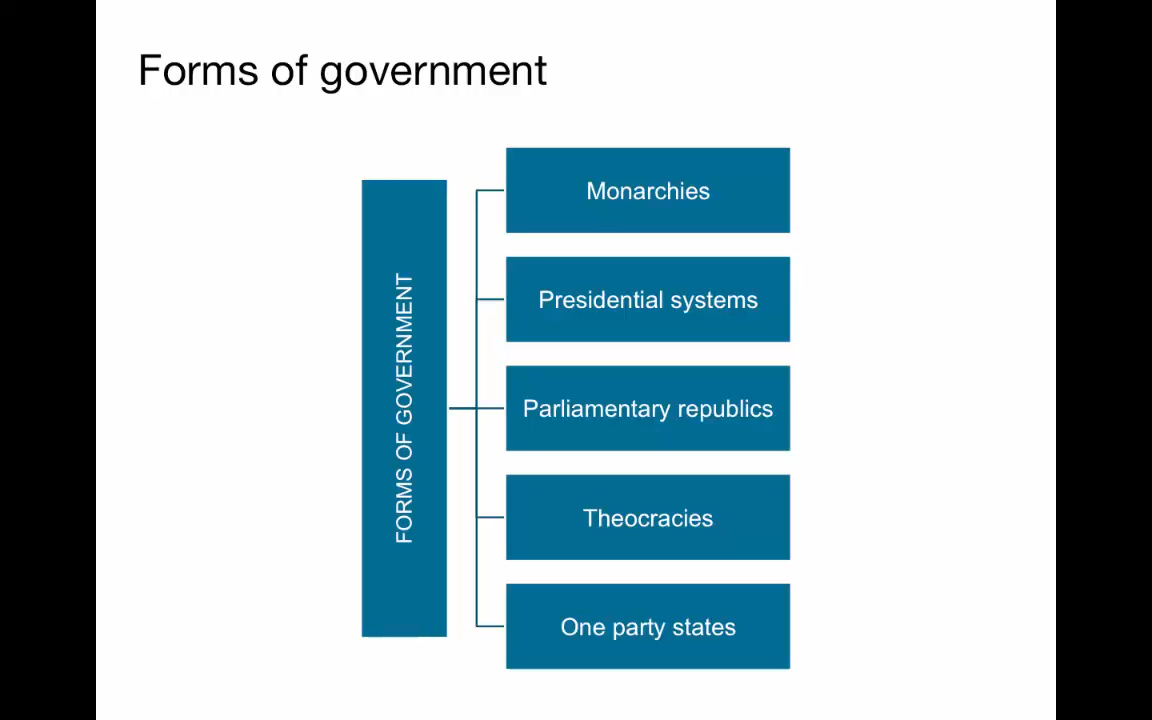 Forms of government
FORMS OF GOVERNMENT
Monarchies
Presidential systems
Parliamentary republics
Theocracies
One party states